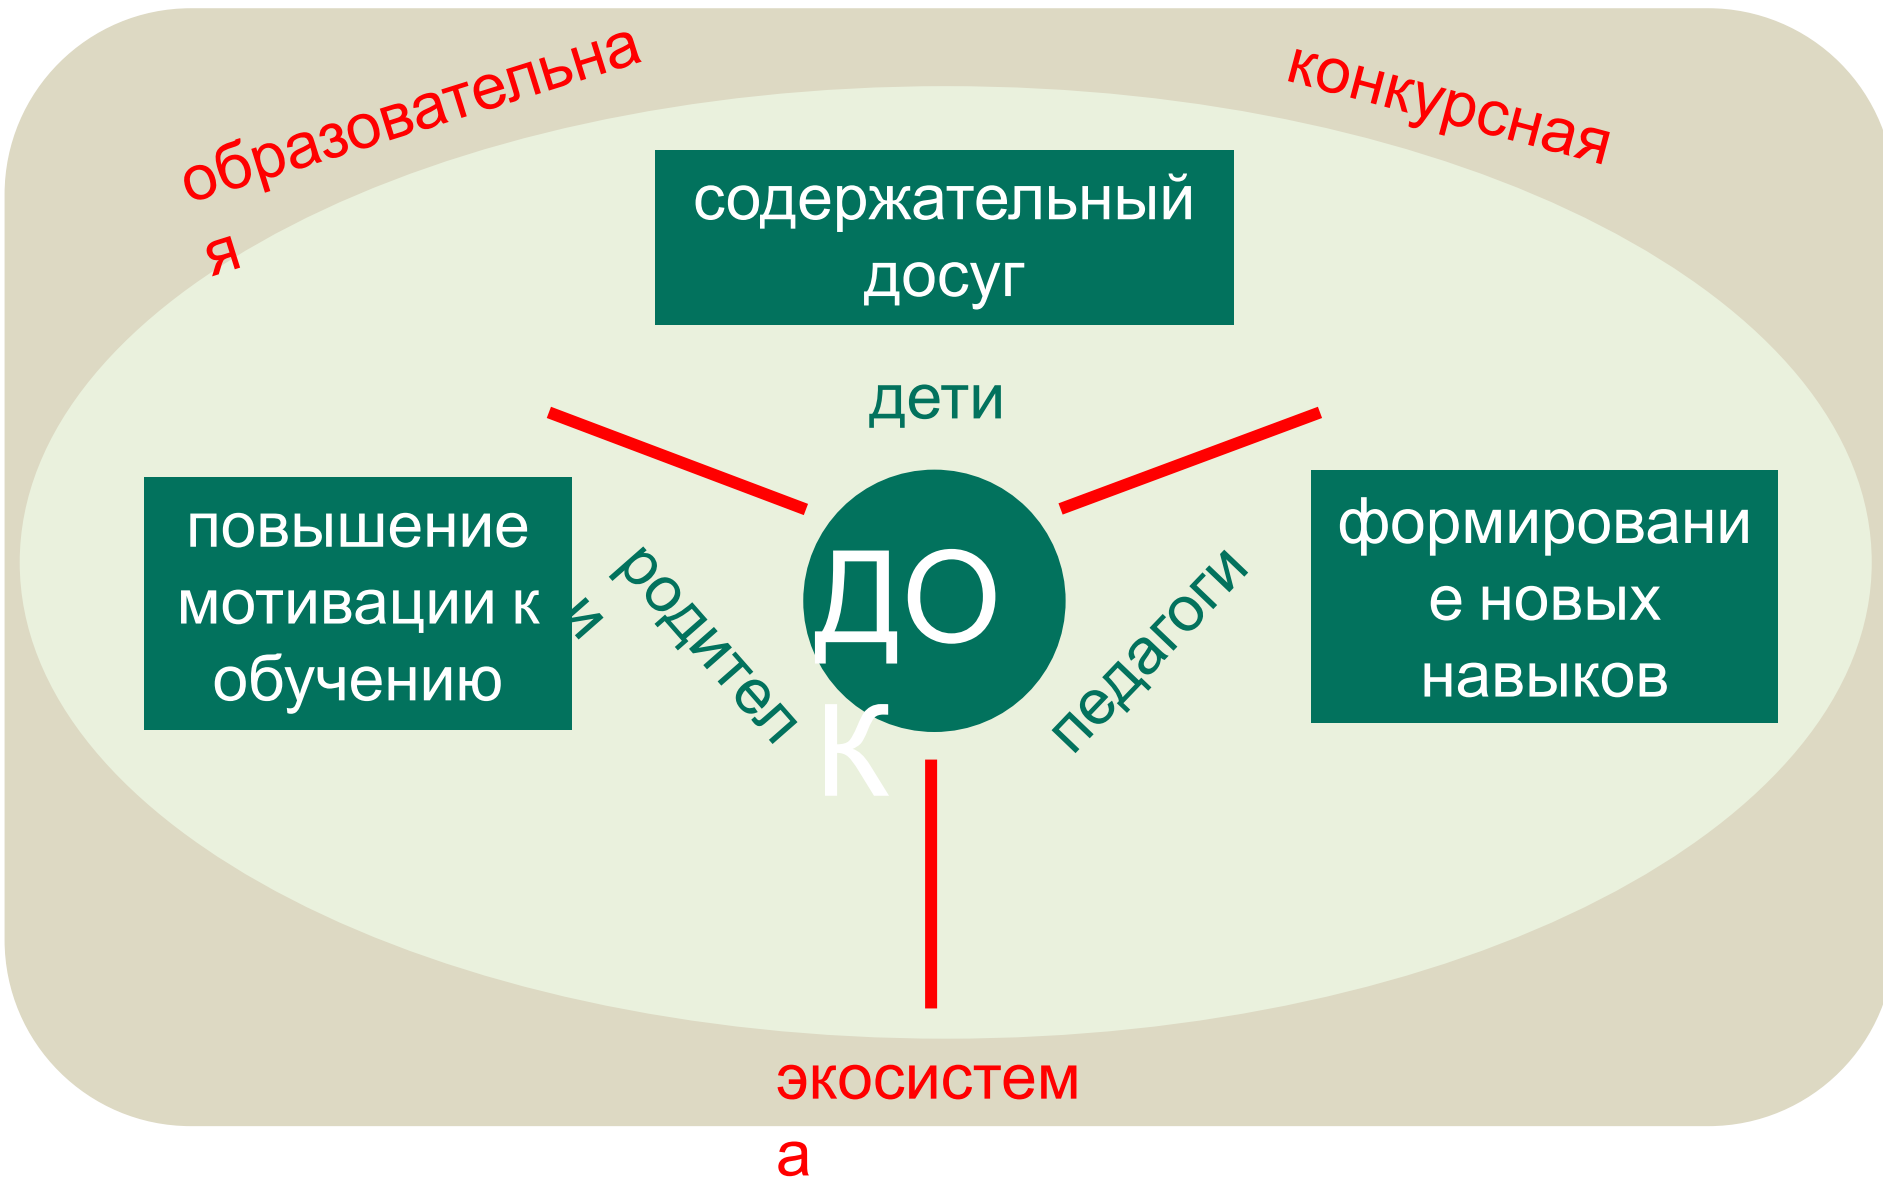 образовательна
я
конкурсная
содержательный
досуг
дети
повышение
мотивации к
обучению
родител
и
ДО
К
педагоги
формировани
е новых
навыков
экосистем
а